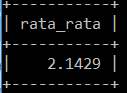 +-----------+
| rata_rata |
+-----------+
|    2.1429 |
+-----------+